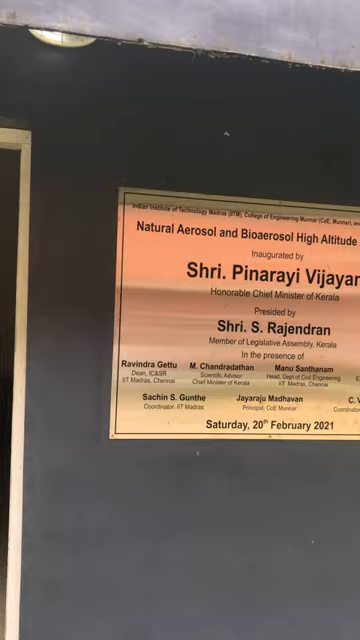 Indian Institute of Technology Madras (IITM), College of Engineering Munnar (CoE, Munnar), and
Natural Aerosol and Bioaerosol High Altitude
Inaugurated by
Shri. Pinarayi Vijayan
Honorable Chief Minister of Kerala
Presided by
Shri. S. Rajendran
Member of Legislative Assembly, Kerala
In the presence of
Ravindra Gettu M. Chandradathan Manu Santhanam
Dean, IC&SR Scientific Advisor Head, Dept of Civil Engineering
IIT Madras, Chennai Chief Minister of Kerala IIT Madras, Chennai
Sachin S. Gunthe Jayaraju Madhavan C.
Coordinator, IIT Madras Principal, CoE Munnar
Saturday, 20th February 2021